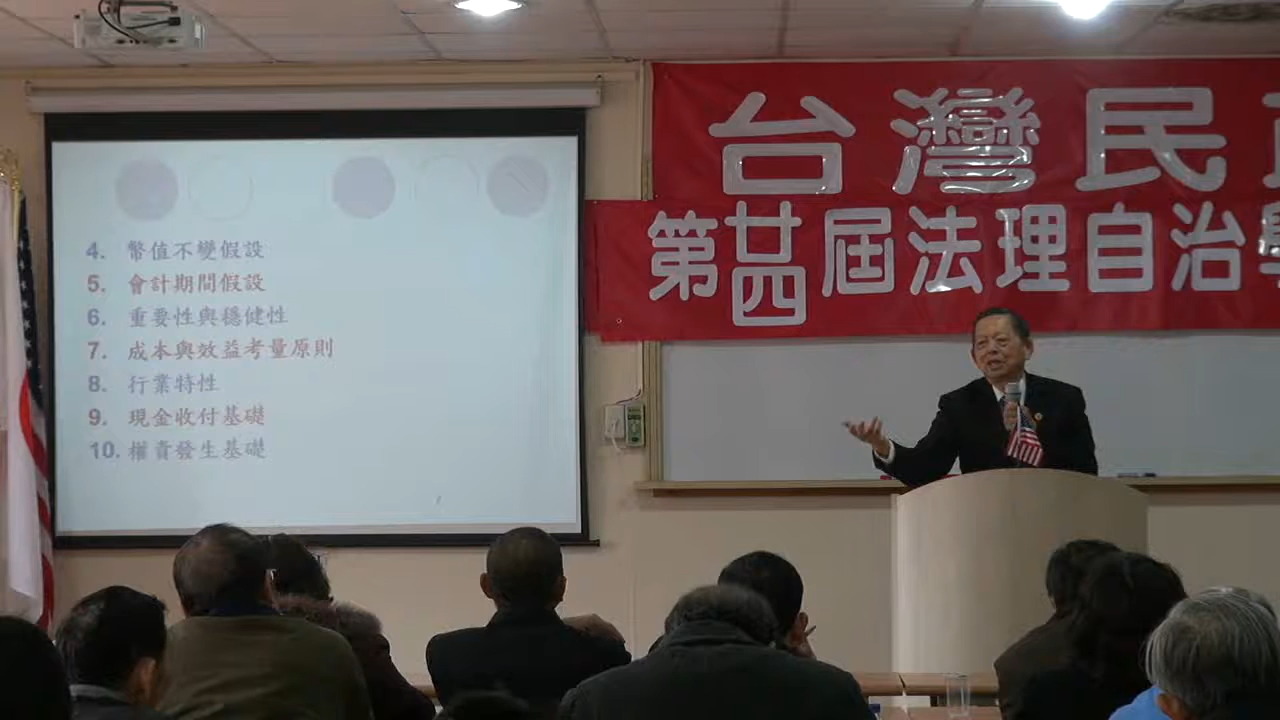 4. 幣值不變假設
5. 會計期間假設
6. 重要性與穩健性
7. 成本與效益考量原則
8. 行業特性
9. 現金收付基礎
10. 權責發生基礎
台灣民
第廿四屆法理自治學